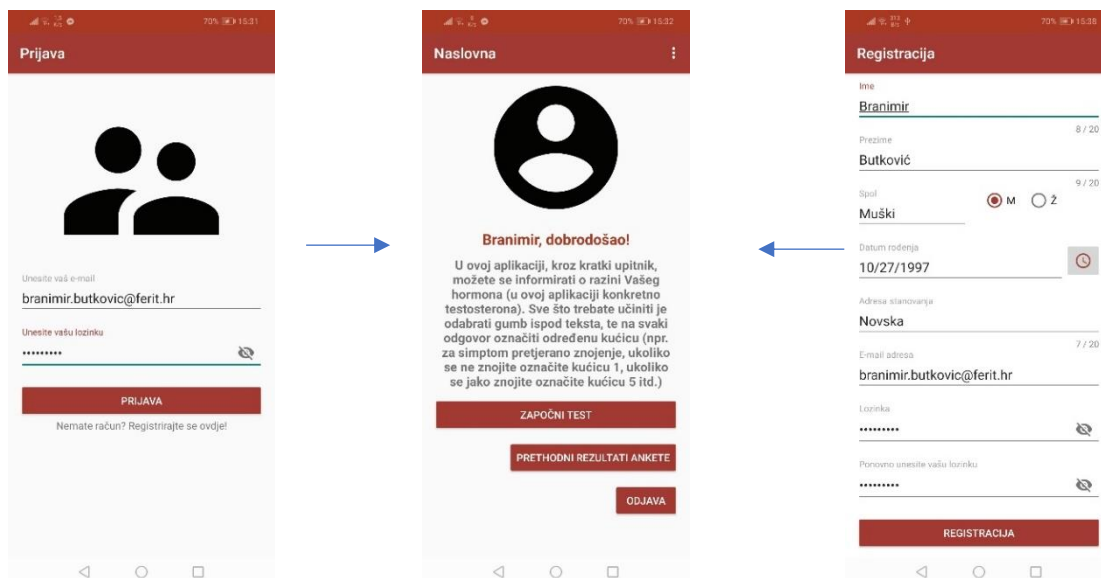 70% 15:31
Prijava
Unesite vaš e-mail
branimir.butkovic@ferit.hr
Unesite vašu lozinku
•••••••••
PRIJAVA
Nemate račun? Registrirajte se ovdje!
70% 15:32
Naslovna
Branimir, dobrodošao!
U ovoj aplikaciji, kroz kratki upitnik,
možete se informirati o razini Vašeg
hormona (u ovoj aplikaciji konkretno
testosterona). Sve što trebate učiniti je
odabrati gumb ispod teksta, te na svaki
odgovor označiti određenu kućicu (npr.
za simptom pretjerano znojenje, ukoliko
se ne znojite označite kućicu 1, ukoliko
se jako znojite označite kućicu 5 itd.)
ZAPOČNI TEST
PRETHODNI REZULTATI ANKETE
ODJAVA
70% 15:38
Registracija
Ime
Branimir
8 / 20
Prezime
Butković
9 / 20
Spol
Muški
M Ž
Datum rođenja
10/27/1997
Adresa stanovanja
Novska
7 / 20
E-mail adresa
branimir.butkovic@ferit.hr
Lozinka
•••••••••
Ponovno unesite vašu lozinku
•••••••••
REGISTRACIJA